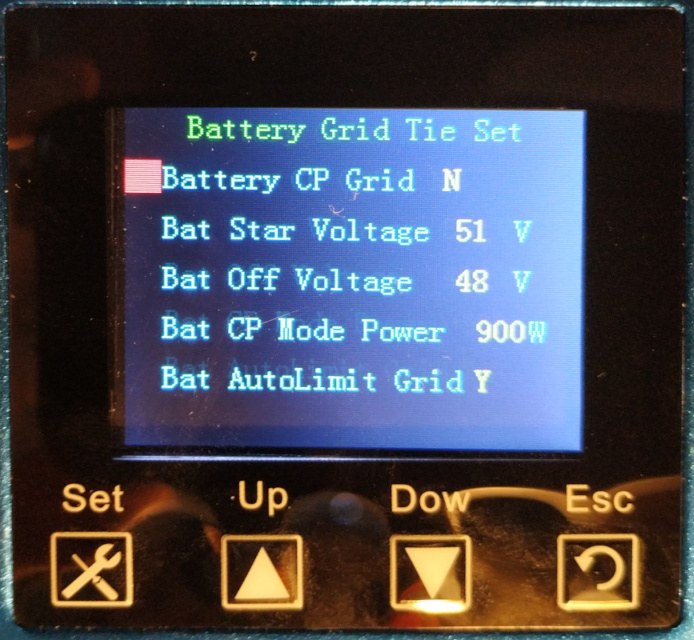 Battery Grid Tie Set
Battery CP Grid N
Bat Star Voltage 51 V
Bat Off Voltage 48 V
Bat CP Mode Power 900W
Bat AutoLimit Grid Y
Set Up Dow Esc